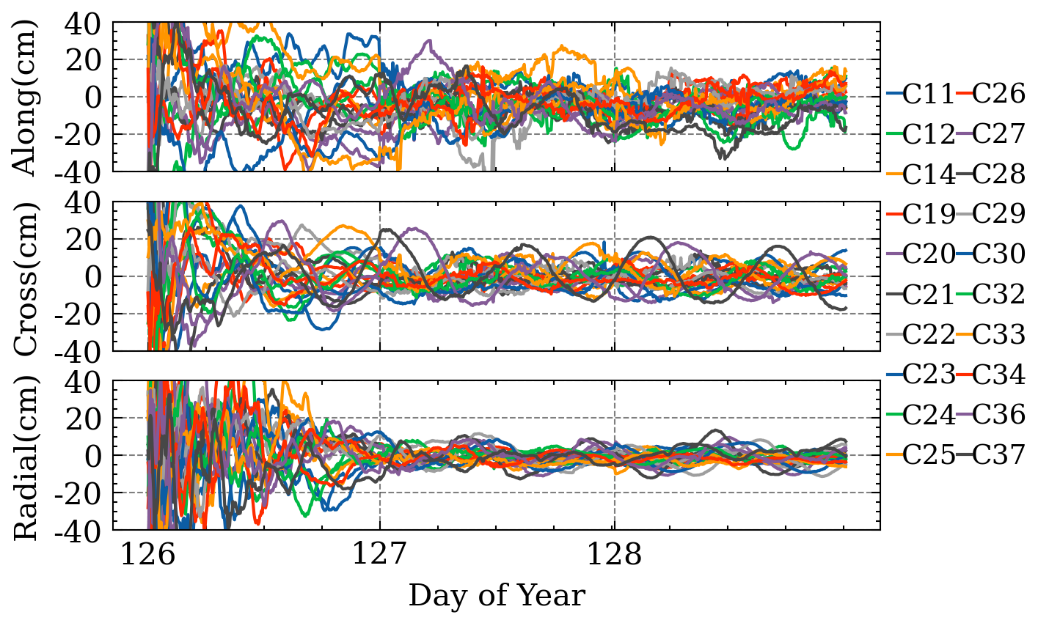 Along(cm)
40
20
0
-20
-40
Cross(cm)
40
20
0
-20
-40
Radial(cm)
40
20
0
-20
-40
126
127
128
Day of Year
C11 C26
C12 C27
C14 C28
C19 C29
C20 C30
C21 C32
C22 C33
C23 C34
C24 C36
C25 C37